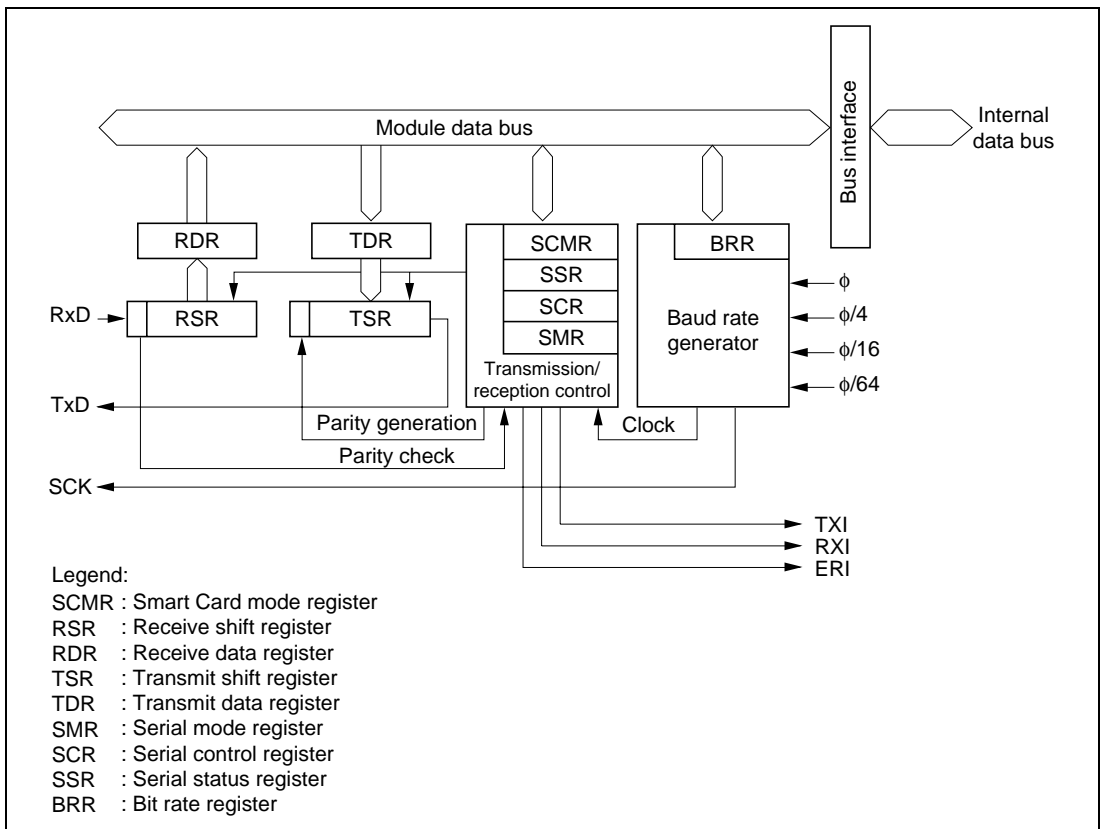 Module data bus
Bus interface
Internal
data bus
RDR
TDR
SCMR
BRR
SSR
SCR
SMR
RxD
RSR
TSR
Baud rate
generator
ϕ
ϕ/4
ϕ/16
ϕ/64
Transmission/
reception control
TxD
Parity generation
Clock
Parity check
SCK
TXI
RXI
ERI
Legend:
SCMR : Smart Card mode register
RSR : Receive shift register
RDR : Receive data register
TSR : Transmit shift register
TDR : Transmit data register
SMR : Serial mode register
SCR : Serial control register
SSR : Serial status register
BRR : Bit rate register